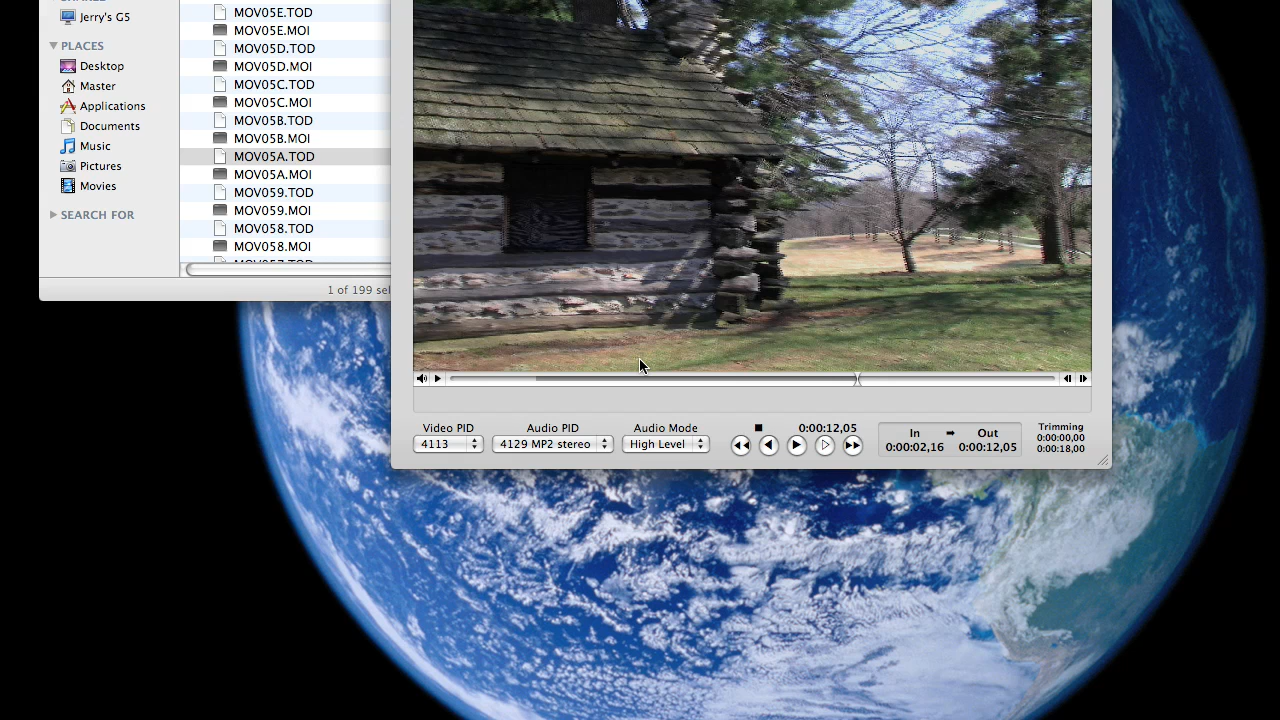 Jerry's G5
PLACES
Desktop
Master
Applications
Documents
Music
Pictures
Movies
SEARCH FOR
MOV05E.TOD
MOV05E.MOI
MOV05D.TOD
MOV05D.MOI
MOV05C.TOD
MOV05C.MOI
MOV05B.TOD
MOV05B.MOI
MOV05A.TOD
MOV05A.MOI
MOV059.TOD
MOV059.MOI
MOV058.TOD
MOV058.MOI
1 of 199 sel
Video PID
Audio PID
Audio Mode
0:00:12,05
4113
4129 MP2 stereo
High Level
In
Out
0:00:02,16
0:00:12,05
Trimming
0:00:00,00
0:00:18,00